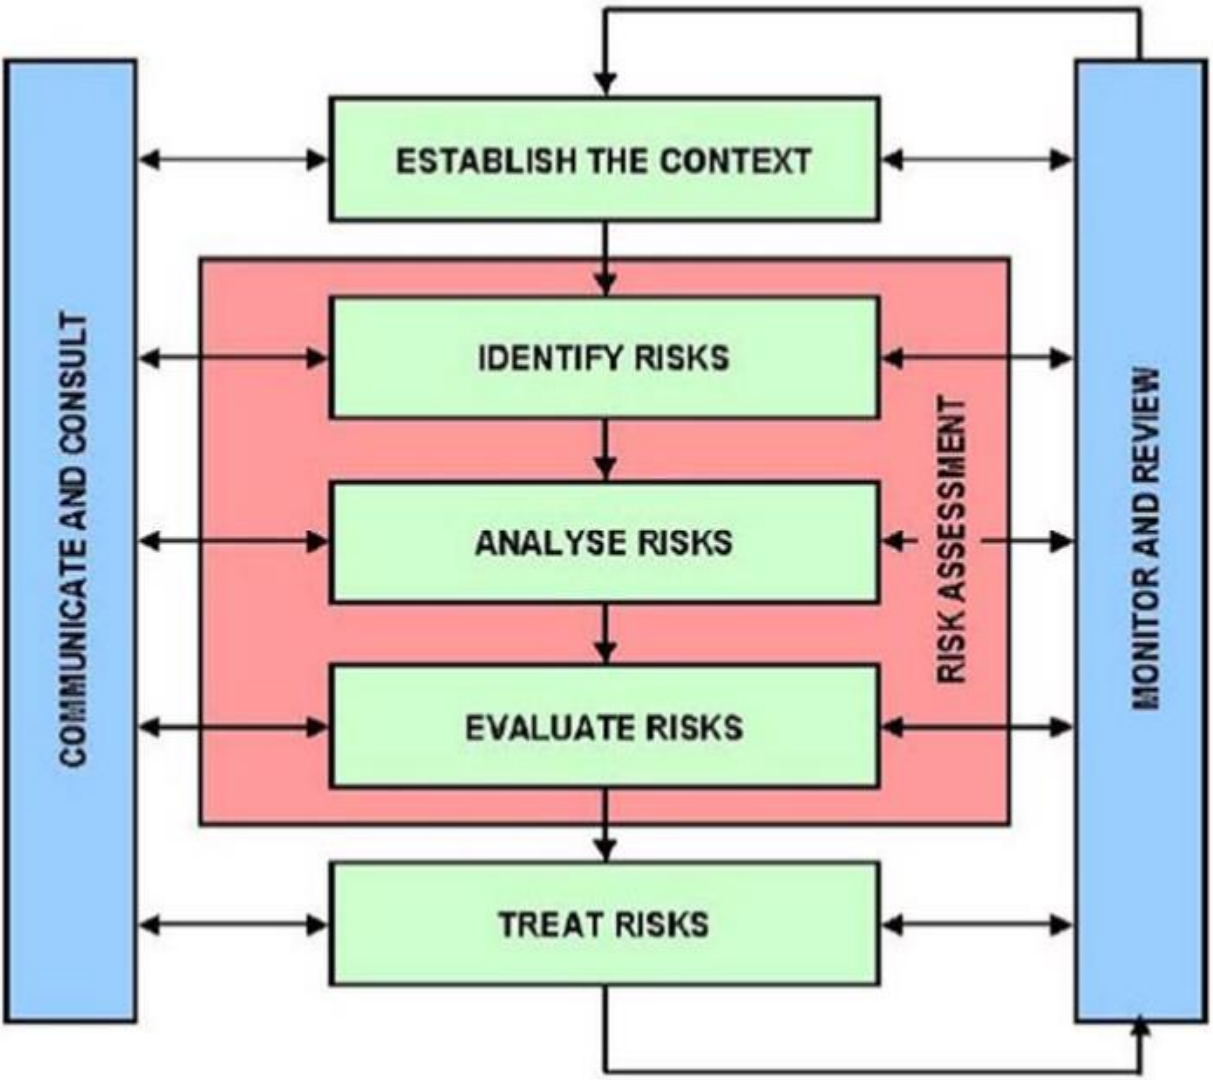 ESTABLISH THE CONTEXT
COMMUNICATE AND CONSULT
IDENTIFY RISKS
ANALYSE RISKS
RISK ASSESSMENT
MONITOR AND REVIEW
EVALUATE RISKS
TREAT RISKS